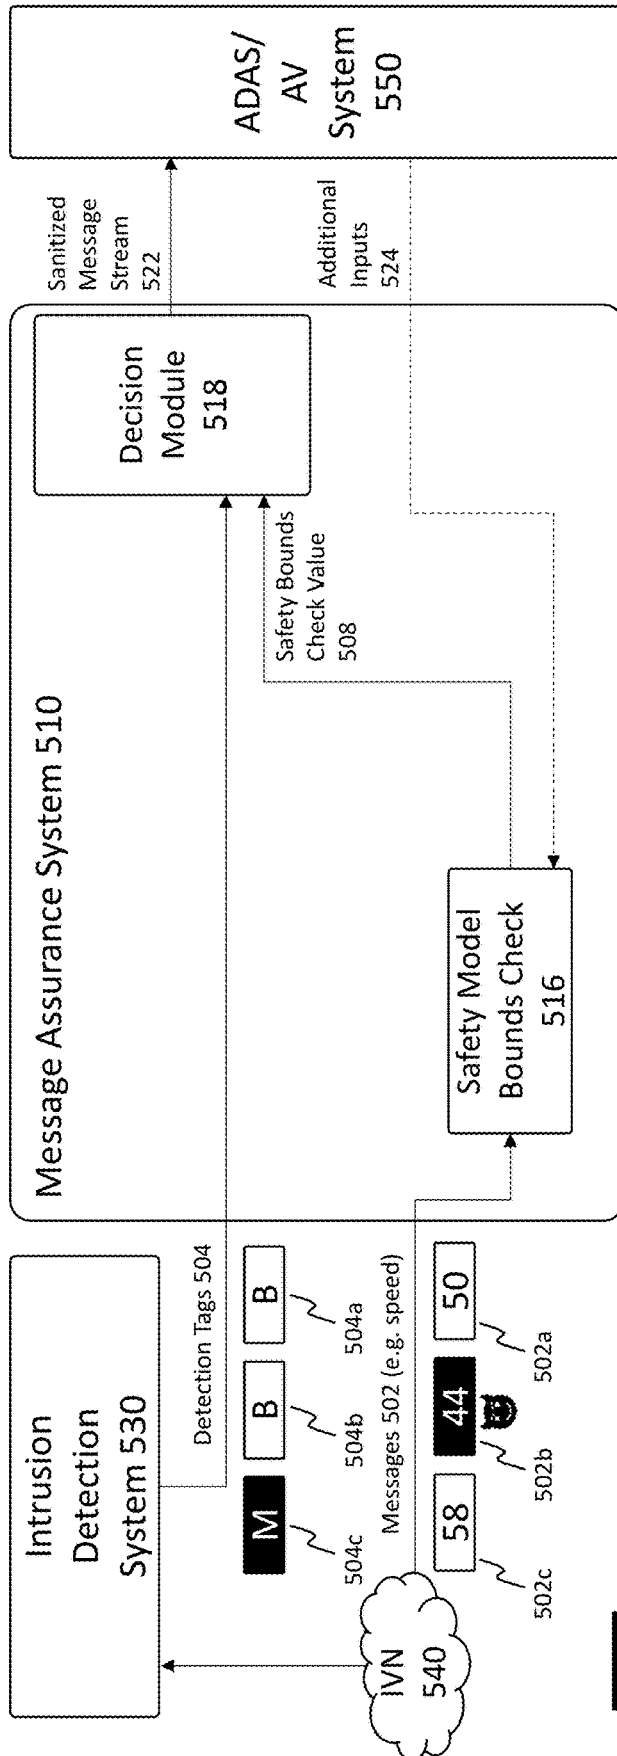 Intrusion
Detection
System 530
Message Assurance System 510
Decision
Module
518
Sanitized
Message
Stream
522
ADAS/
AV
System
550
Detection Tags 504
M
B
B
504c
504b
504a
Safety Bounds
Check Value
508
Additional
Inputs
524
IVN
540
Messages 502 (e.g. speed)
58
44
50
502c
502b
502a
Safety Model
Bounds Check
516